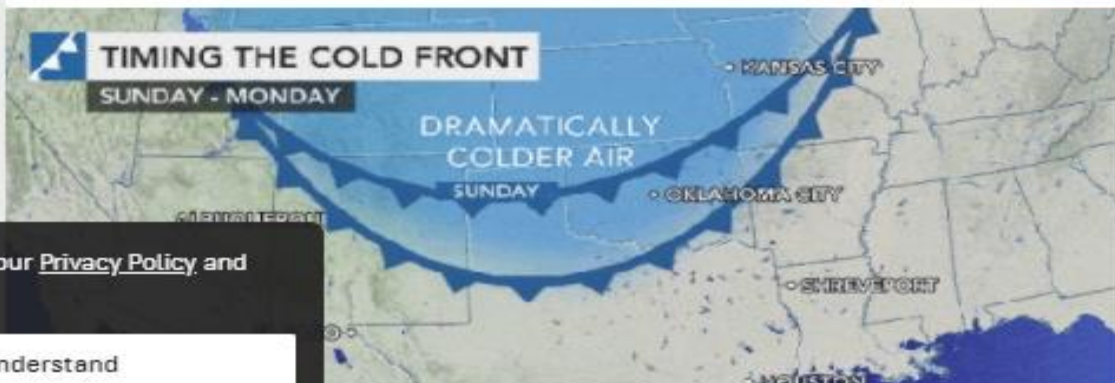 TIMING THE COLD FRONT
SUNDAY - MONDAY
KANSAS CITY
DRAMATICALLY
COLDER AIR
SUNDAY
OKLAHOMA CITY
our Privacy Policy and
SHREVEPORT
nderstand
HOUSTON